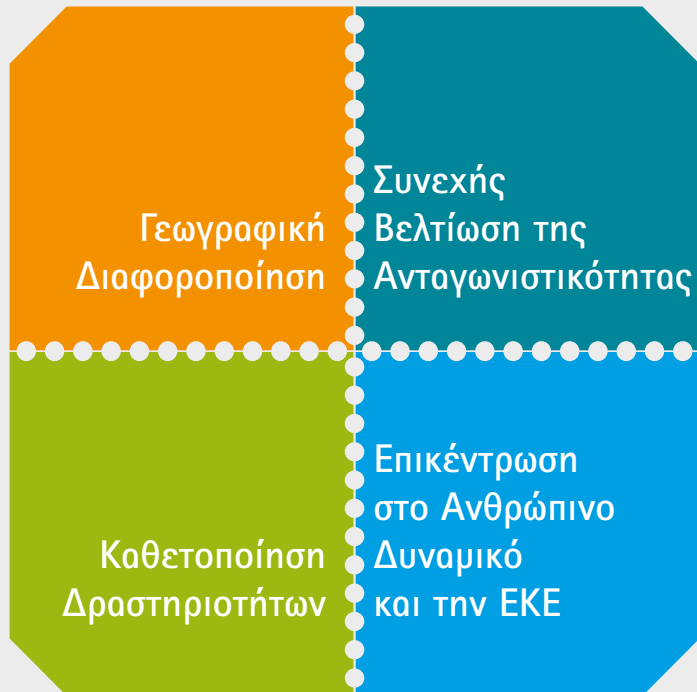 Γεωγραφική
Διαφοροποίηση
Συνεχής
Βελτίωση της
Ανταγωνιστικότητας
Καθετοποίηση
Δραστηριοτήτων
Επικέντρωση
στο Ανθρώπινο
Δυναμικό
και την ΕΚΕ